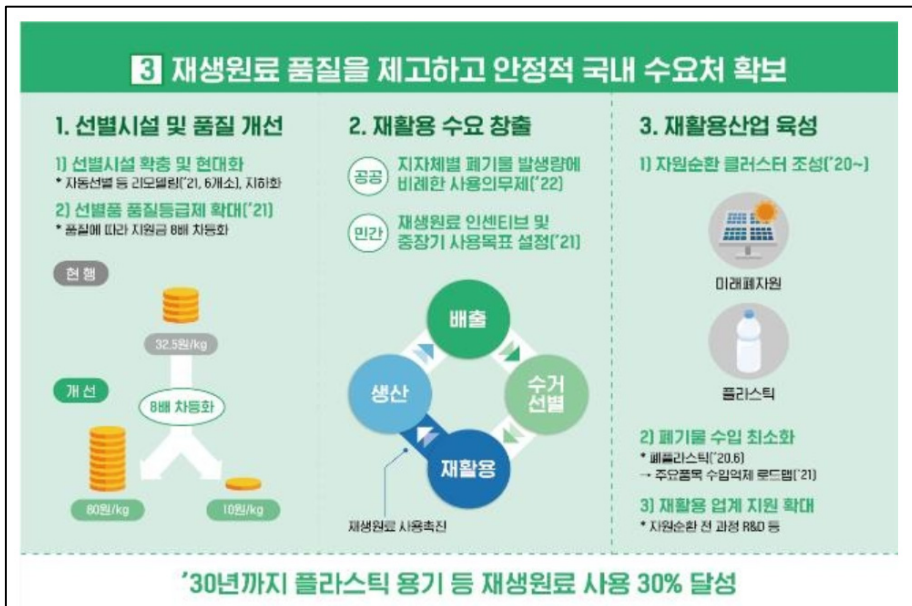 3 재생원료 품질을 제고하고 안정적 국내 수요처 확보
1. 선별시설 및 품질 개선
1) 선별시설 확충 및 현대화
* 자동선별 등 리모델링('21, 6개소), 지하화
2) 선별품 품질등급제 확대('21)
* 품질에 따라 지원금 8배 차등화
현 행
32.5원/kg
개 선
8배 차등화
80원/kg
10원/kg
2. 재활용 수요 창출
공공
지자체별 폐기물 발생량에
비례한 사용의무제('22)
민간
재생원료 인센티브 및
중장기 사용목표 설정('21)
배출
생산
수거
선별
재활용
재생원료 사용촉진
3. 재활용산업 육성
1) 자원순환 클러스터 조성('20~)
미래폐자원
플라스틱
2) 폐기물 수입 최소화
* 폐플라스틱('20.6)
→ 주요품목 수입억제 로드맵('21)
3) 재활용 업계 지원 확대
* 자원순환 전 과정 R&D 등
'30년까지 플라스틱 용기 등 재생원료 사용 30% 달성